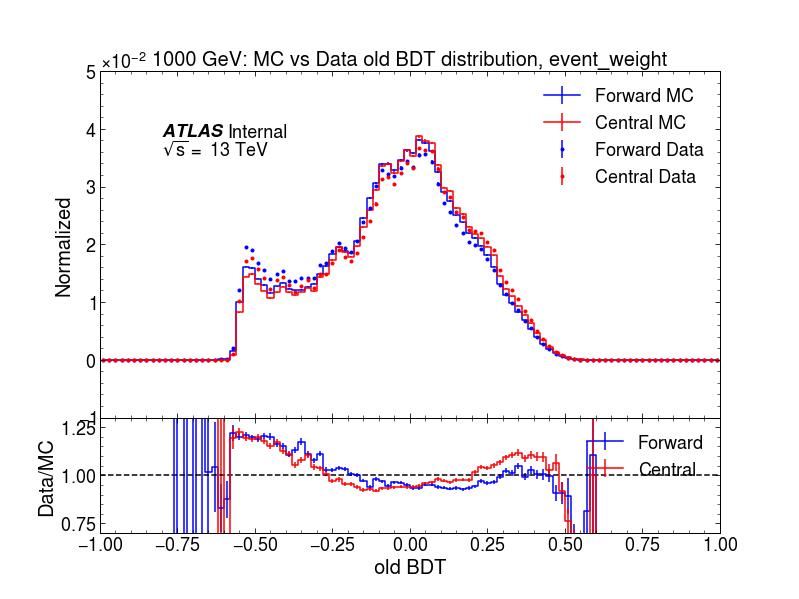 ×10⁻² 1000 GeV: MC vs Data old BDT distribution, event_weight
5
4
3
2
1
0
−1
Normalized
ATLAS Internal
√s = 13 TeV
Forward MC
Central MC
Forward Data
Central Data
1.25
1.00
0.75
Data/MC
Forward
Central
−1.00 −0.75 −0.50 −0.25 0.00 0.25 0.50 0.75 1.00
old BDT